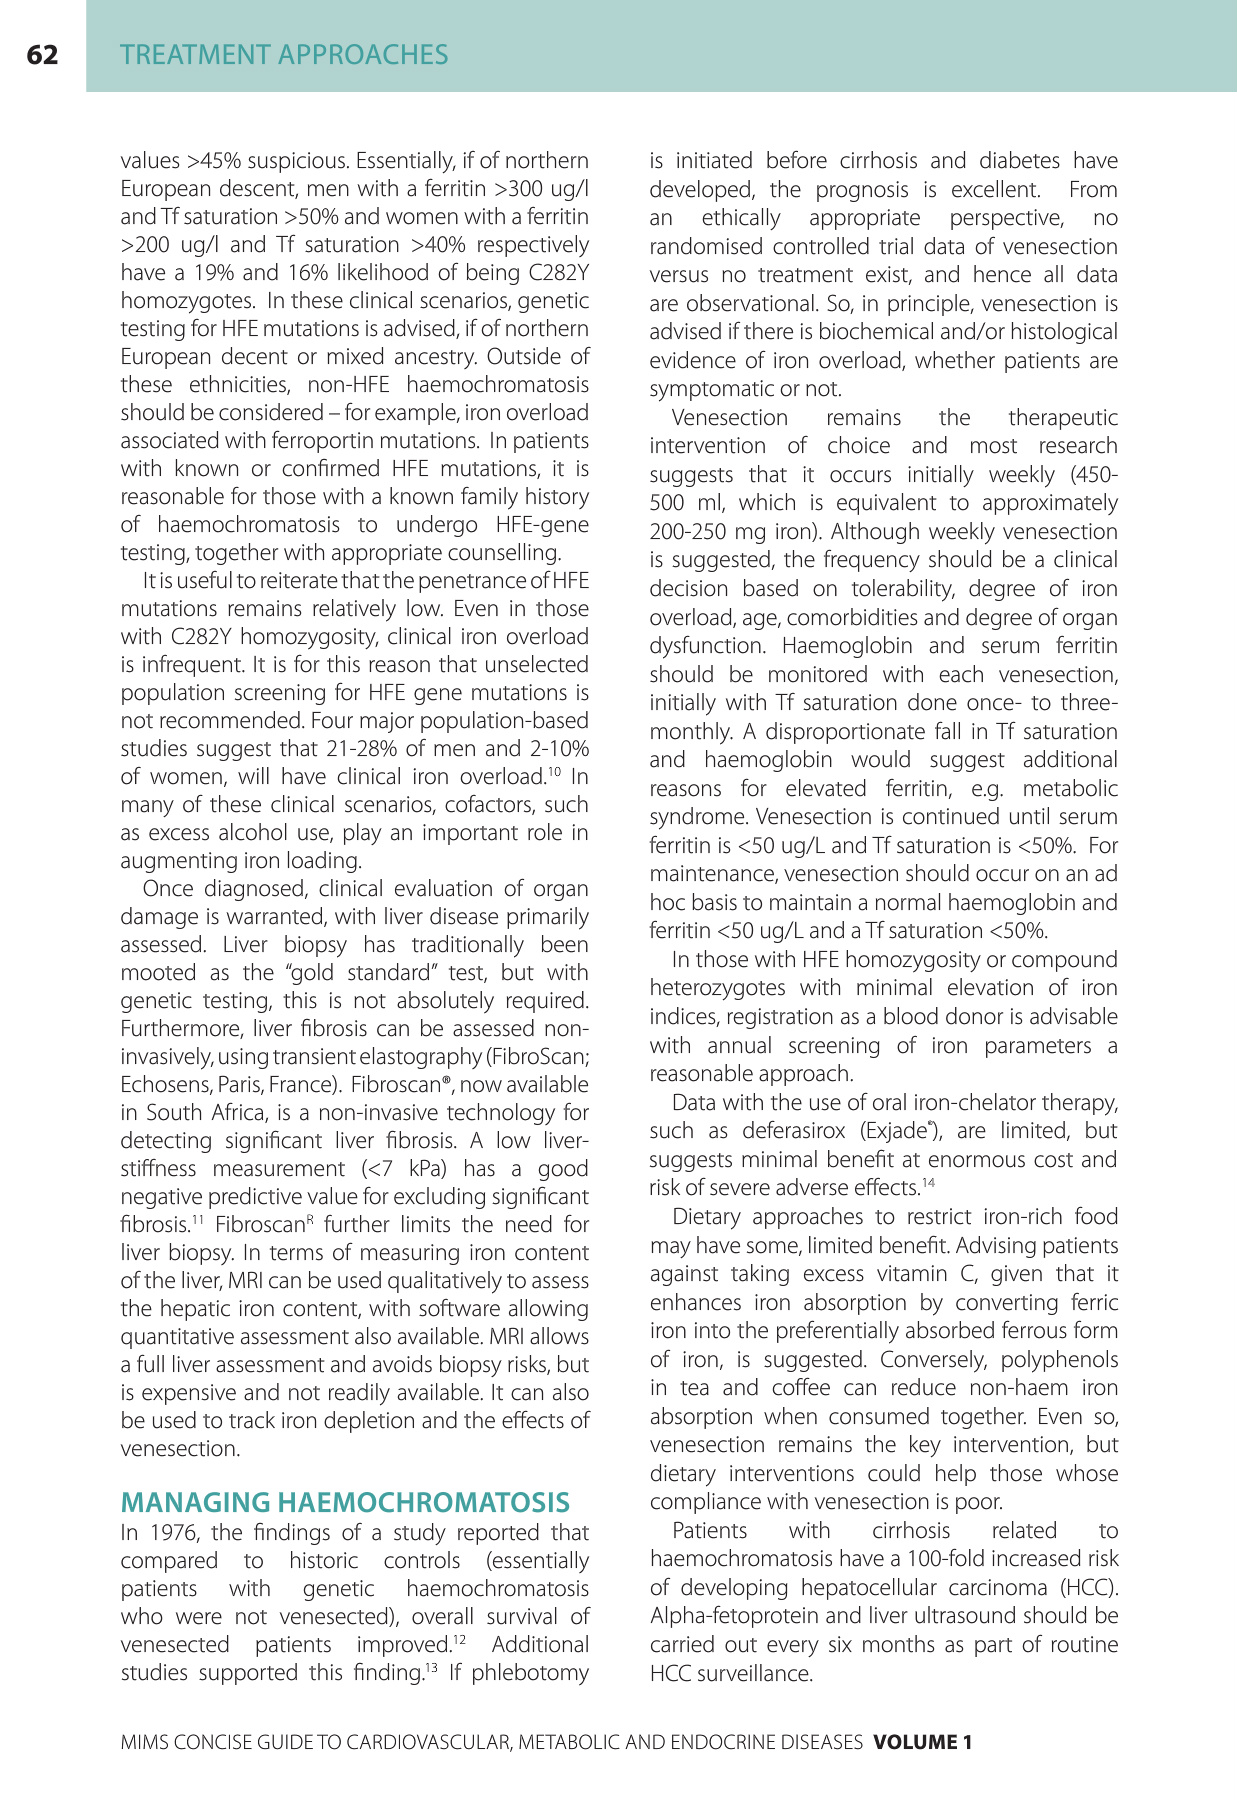 62
TREATMENT APPROACHES
values >45% suspicious. Essentially, if of northern
European descent, men with a ferritin >300 ug/l
and Tf saturation >50% and women with a ferritin
>200 ug/l and Tf saturation >40% respectively
have a 19% and 16% likelihood of being C282Y
homozygotes. In these clinical scenarios, genetic
testing for HFE mutations is advised, if of northern
European decent or mixed ancestry. Outside of
these ethnicities, non-HFE haemochromatosis
should be considered – for example, iron overload
associated with ferroportin mutations. In patients
with known or confirmed HFE mutations, it is
reasonable for those with a known family history
of haemochromatosis to undergo HFE-gene
testing, together with appropriate counselling.
It is useful to reiterate that the penetrance of HFE
mutations remains relatively low. Even in those
with C282Y homozygosity, clinical iron overload
is infrequent. It is for this reason that unselected
population screening for HFE gene mutations is
not recommended. Four major population-based
studies suggest that 21-28% of men and 2-10%
of women, will have clinical iron overload.10 In
many of these clinical scenarios, cofactors, such
as excess alcohol use, play an important role in
augmenting iron loading.
Once diagnosed, clinical evaluation of organ
damage is warranted, with liver disease primarily
assessed. Liver biopsy has traditionally been
mooted as the “gold standard” test, but with
genetic testing, this is not absolutely required.
Furthermore, liver fibrosis can be assessed non-
invasively, using transient elastography (FibroScan;
Echosens, Paris, France). Fibroscan®, now available
in South Africa, is a non-invasive technology for
detecting significant liver fibrosis. A low liver-
stiffness measurement (<7 kPa) has a good
negative predictive value for excluding significant
fibrosis.11 FibroscanR further limits the need for
liver biopsy. In terms of measuring iron content
of the liver, MRI can be used qualitatively to assess
the hepatic iron content, with software allowing
quantitative assessment also available. MRI allows
a full liver assessment and avoids biopsy risks, but
is expensive and not readily available. It can also
be used to track iron depletion and the effects of
venesection.
MANAGING HAEMOCHROMATOSIS
In 1976, the findings of a study reported that
compared to historic controls (essentially
patients with genetic haemochromatosis
who were not venesected), overall survival of
venesected patients improved.12 Additional
studies supported this finding.13 If phlebotomy
is initiated before cirrhosis and diabetes have
developed, the prognosis is excellent. From
an ethically appropriate perspective, no
randomised controlled trial data of venesection
versus no treatment exist, and hence all data
are observational. So, in principle, venesection is
advised if there is biochemical and/or histological
evidence of iron overload, whether patients are
symptomatic or not.
Venesection remains the therapeutic
intervention of choice and most research
suggests that it occurs initially weekly (450-
500 ml, which is equivalent to approximately
200-250 mg iron). Although weekly venesection
is suggested, the frequency should be a clinical
decision based on tolerability, degree of iron
overload, age, comorbidities and degree of organ
dysfunction. Haemoglobin and serum ferritin
should be monitored with each venesection,
initially with Tf saturation done once- to three-
monthly. A disproportionate fall in Tf saturation
and haemoglobin would suggest additional
reasons for elevated ferritin, e.g. metabolic
syndrome. Venesection is continued until serum
ferritin is <50 ug/L and Tf saturation is <50%. For
maintenance, venesection should occur on an ad
hoc basis to maintain a normal haemoglobin and
ferritin <50 ug/L and a Tf saturation <50%.
In those with HFE homozygosity or compound
heterozygotes with minimal elevation of iron
indices, registration as a blood donor is advisable
with annual screening of iron parameters a
reasonable approach.
Data with the use of oral iron-chelator therapy,
such as deferasirox (Exjade®), are limited, but
suggests minimal benefit at enormous cost and
risk of severe adverse effects.14
Dietary approaches to restrict iron-rich food
may have some, limited benefit. Advising patients
against taking excess vitamin C, given that it
enhances iron absorption by converting ferric
iron into the preferentially absorbed ferrous form
of iron, is suggested. Conversely, polyphenols
in tea and coffee can reduce non-haem iron
absorption when consumed together. Even so,
venesection remains the key intervention, but
dietary interventions could help those whose
compliance with venesection is poor.
Patients with cirrhosis related to
haemochromatosis have a 100-fold increased risk
of developing hepatocellular carcinoma (HCC).
Alpha-fetoprotein and liver ultrasound should be
carried out every six months as part of routine
HCC surveillance.
MIMS CONCISE GUIDE TO CARDIOVASCULAR, METABOLIC AND ENDOCRINE DISEASES VOLUME 1